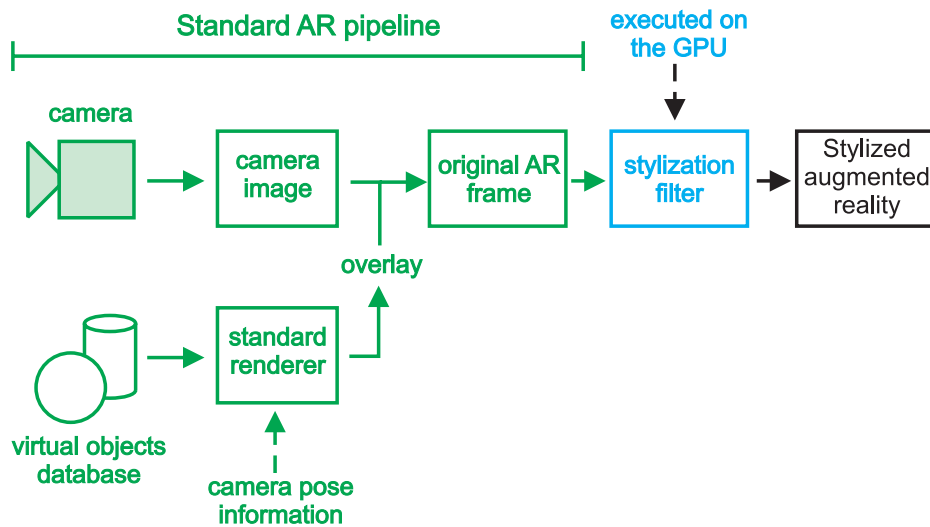 Standard AR pipeline
executed on
the GPU
camera
camera
image
original AR
frame
stylization
filter
Stylized
augmented
reality
overlay
standard
renderer
virtual objects
database
camera pose
information